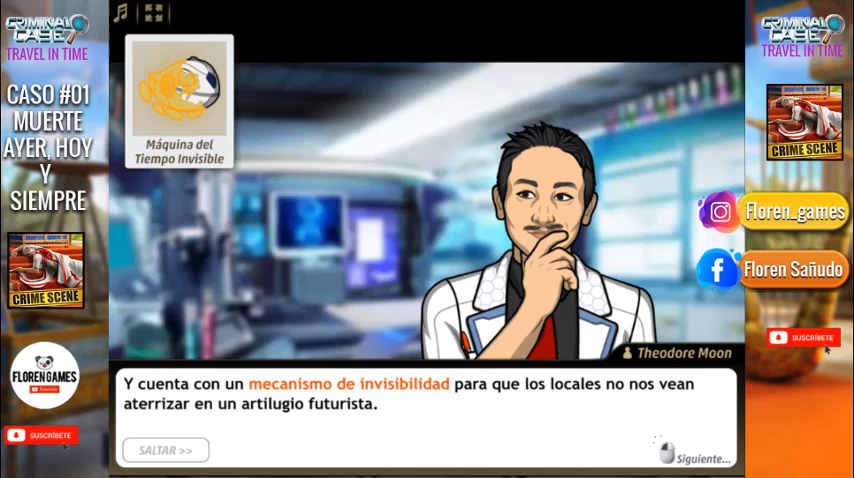 CRIMINAL
CASE
TRAVEL IN TIME
CASO #01
MUERTE
AYER, HOY
Y
SIEMPRE
CRIME SCENE
FLOREN GAMES
SUSCRÍBETE
Máquina del
Tiempo Invisible
Theodore Moon
Y cuenta con un mecanismo de invisibilidad para que los locales no nos vean
aterrizar en un artilugio futurista.
SALTAR >>
Siguiente...
CRIMINAL
CASE
TRAVEL IN TIME
CRIME SCENE
Floren_games
Floren Sañudo
SUSCRÍBETE